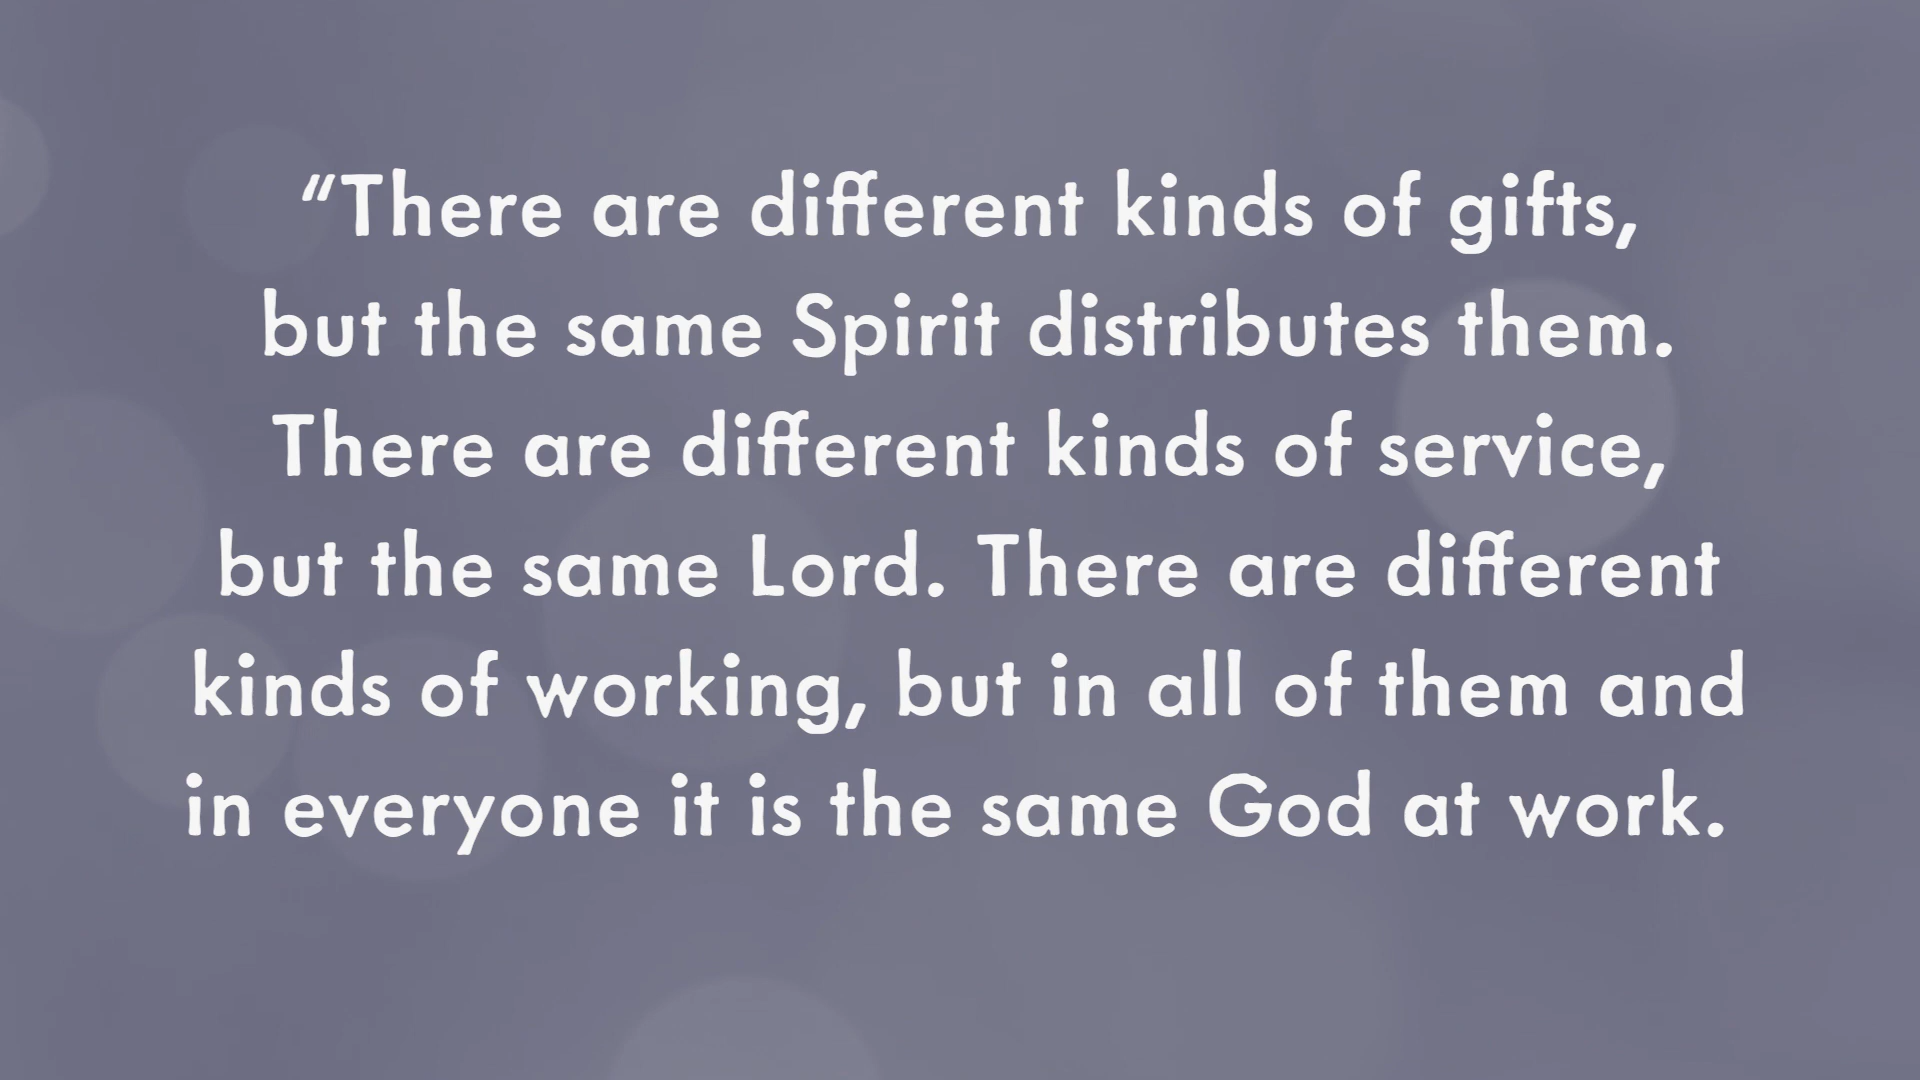 “There are different kinds of gifts,
but the same Spirit distributes them.
There are different kinds of service,
but the same Lord. There are different
kinds of working, but in all of them and
in everyone it is the same God at work.